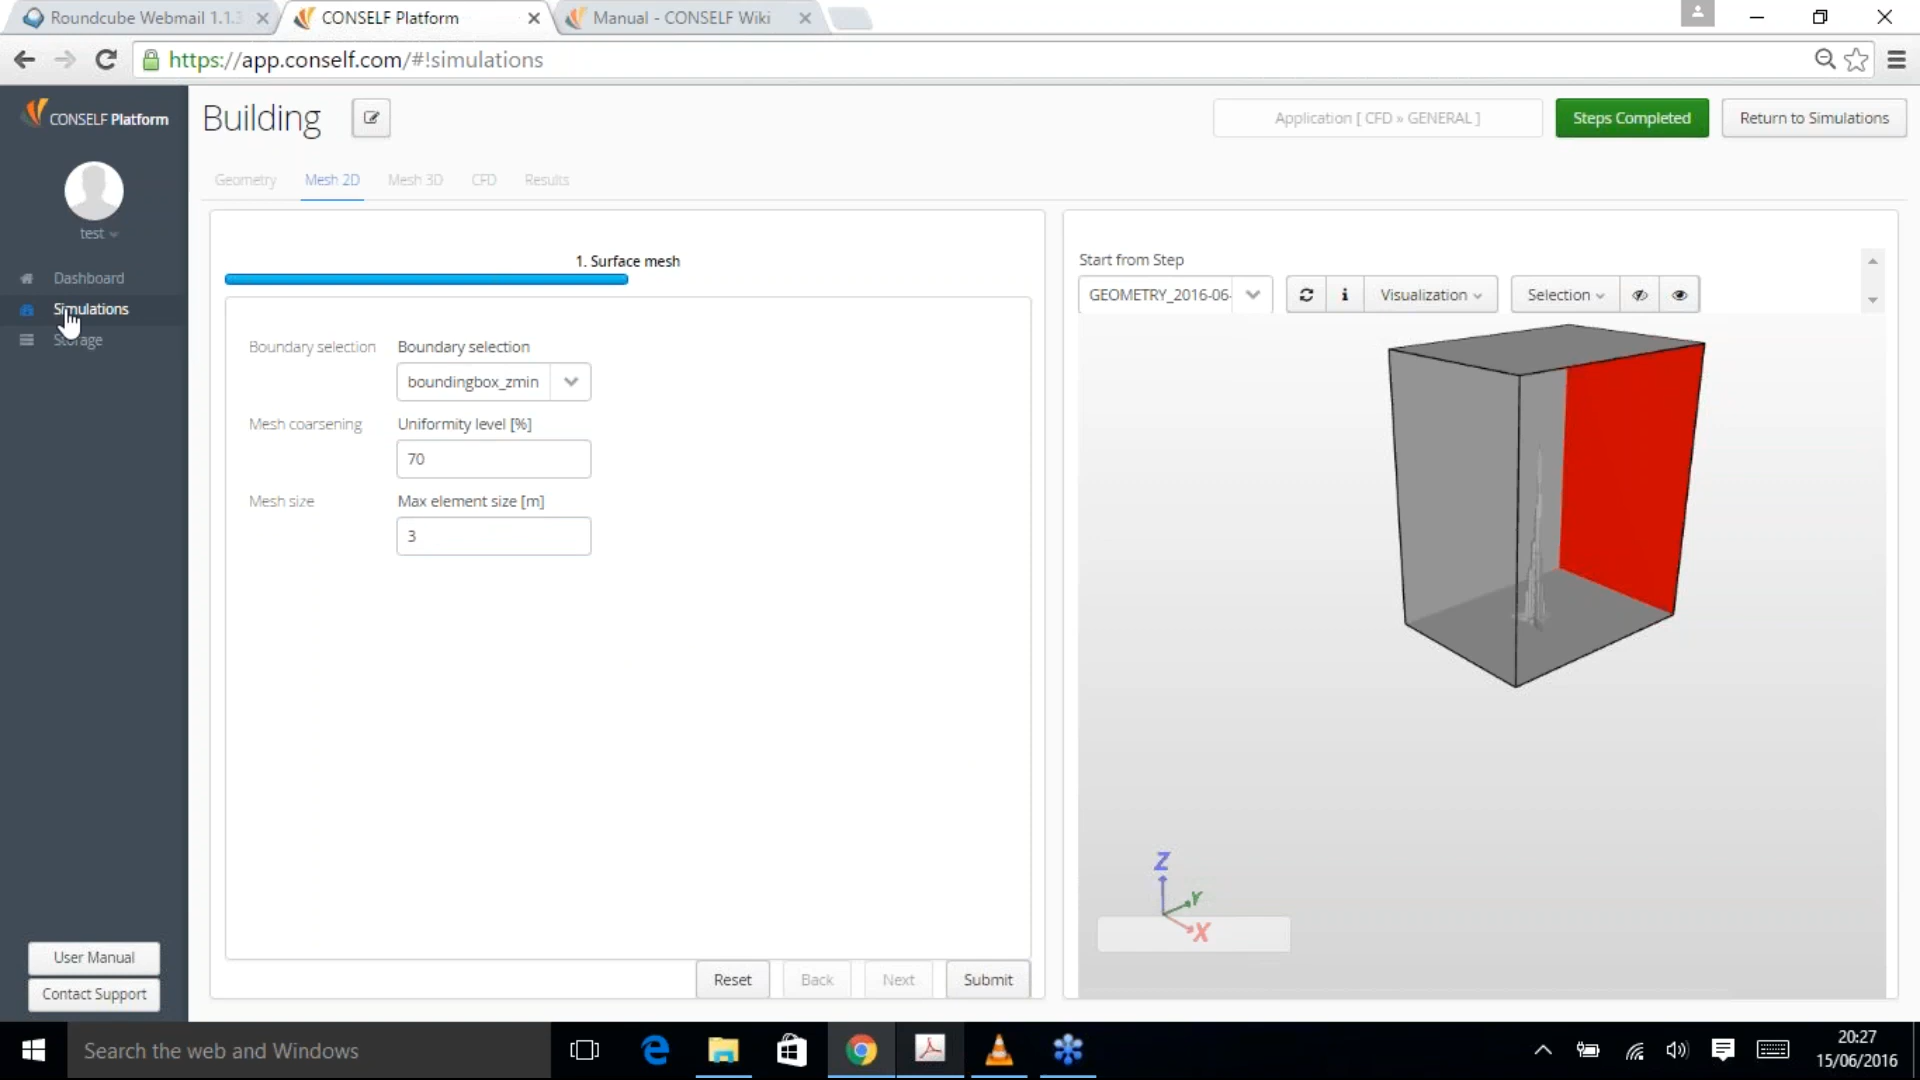 Roundcube Webmail 1.1.3
CONSELF Platform
Manual - CONSELF Wiki
https://app.conself.com/#!simulations
CONSELF Platform
test
Dashboard
Simulations
Storage
User Manual
Contact Support
Building
Application [ CFD » GENERAL ]
Steps Completed
Return to Simulations
Geometry
Mesh 2D
Mesh 3D
CFD
Results
1. Surface mesh
Boundary selection
Boundary selection
boundingbox_zmin
Mesh coarsening
Uniformity level [%]
70
Mesh size
Max element size [m]
3
Reset
Back
Next
Submit
Start from Step
GEOMETRY_2016-06-
i
Visualization
Selection
Z
Y
X
Search the web and Windows
20:27
15/06/2016